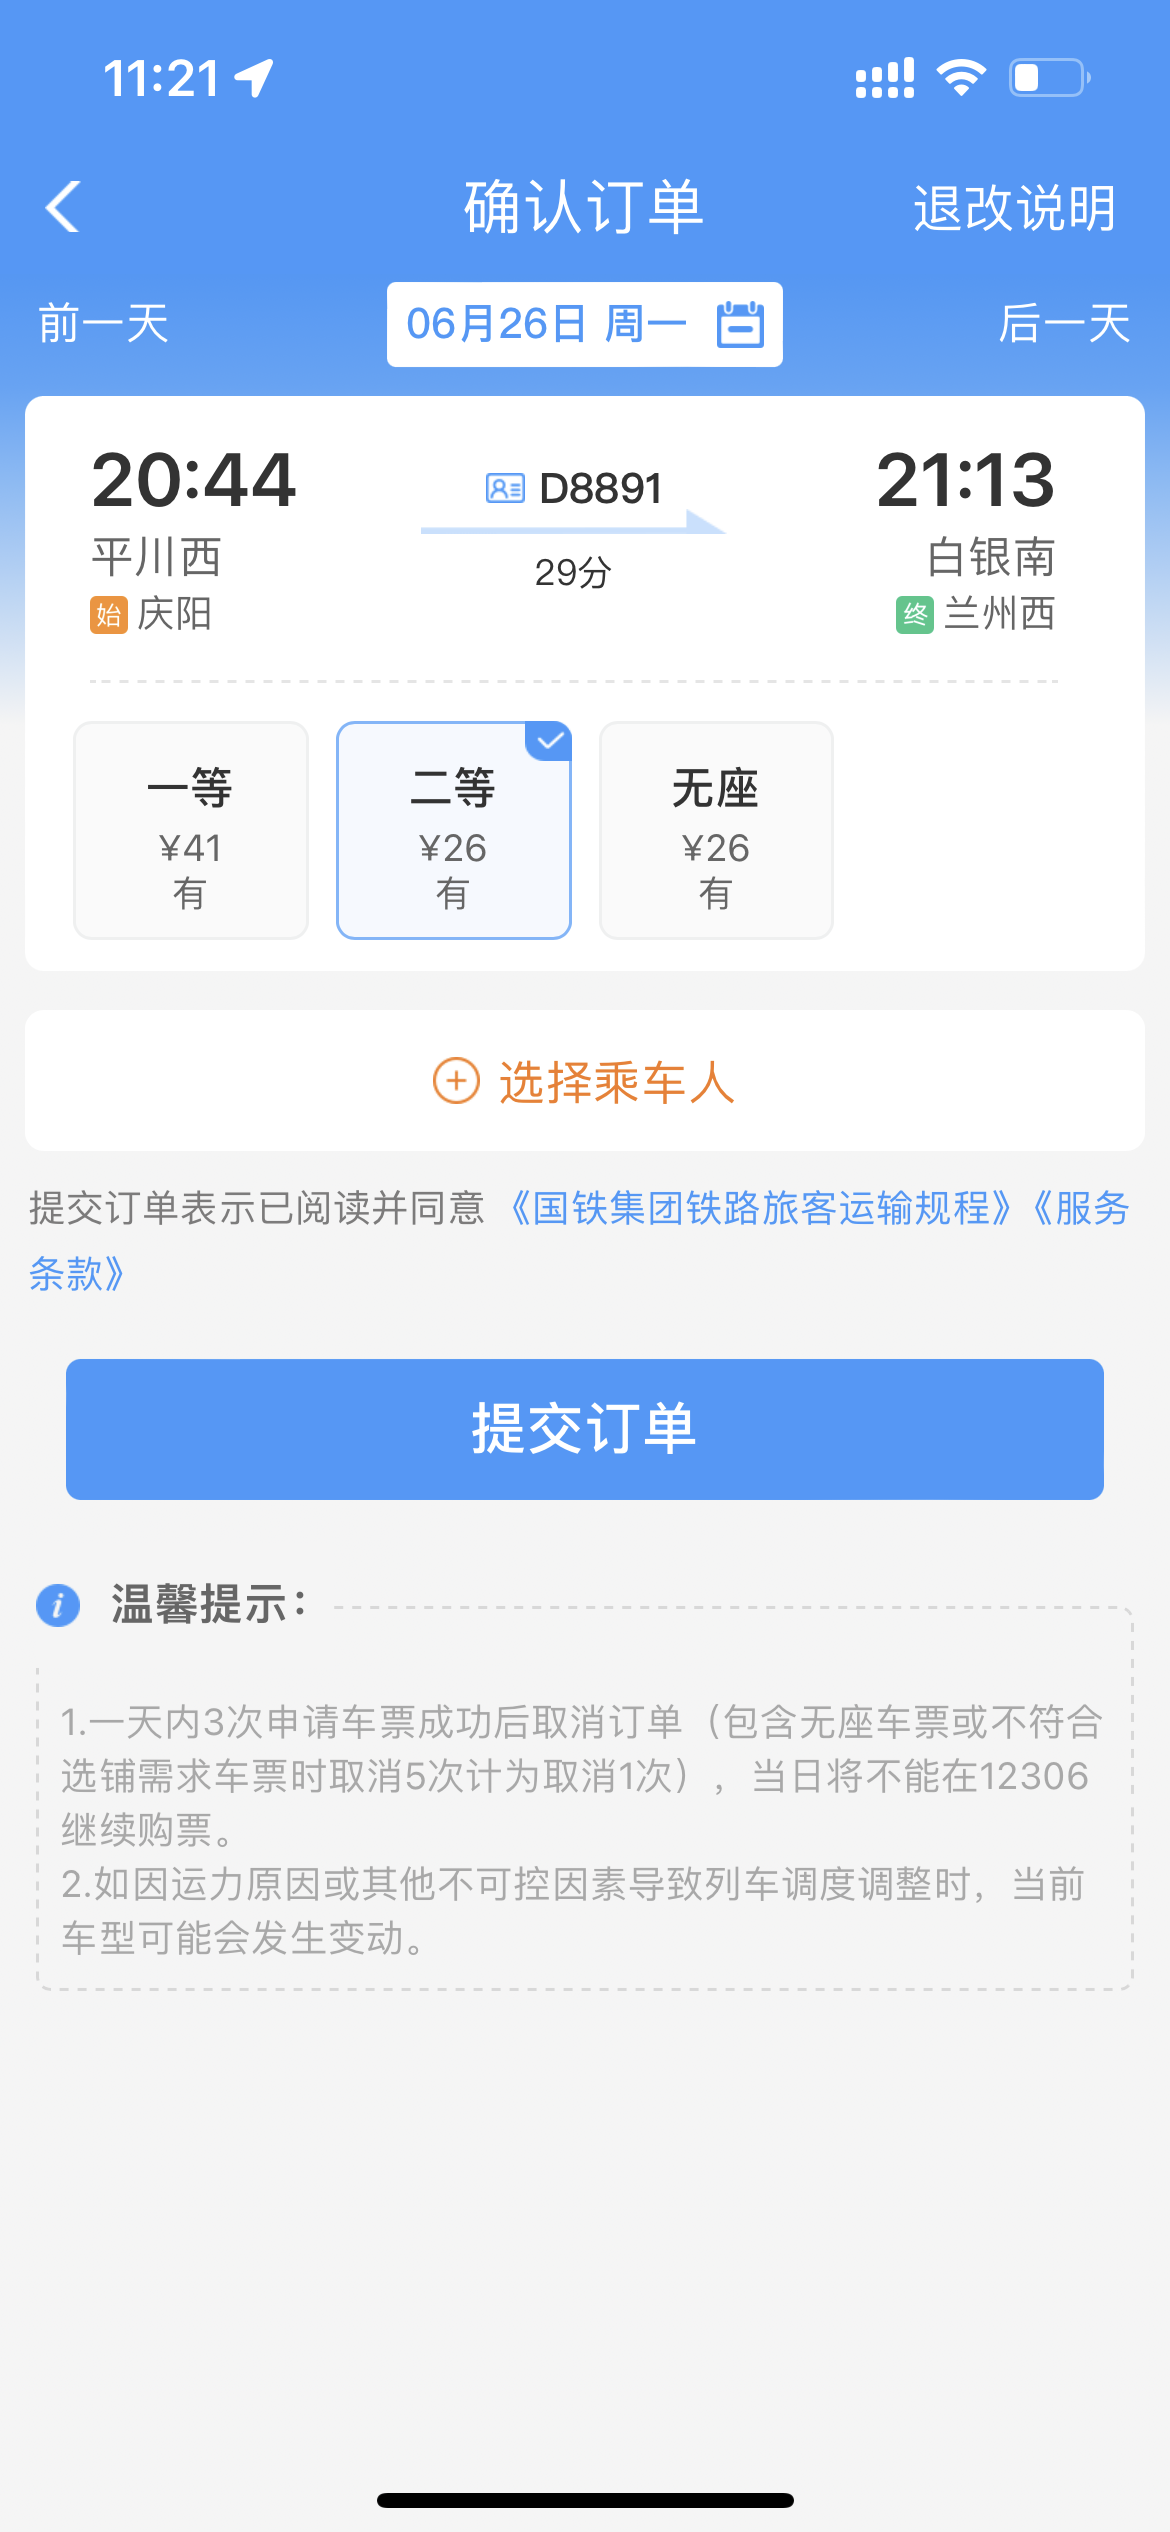 11:21
确认订单
退改说明
前一天
06月26日 周一
后一天
20:44
D8891
21:13
平川西
29分
白银南
始 庆阳
终 兰州西
一等
二等
无座
¥41
¥26
¥26
有
有
有
选择乘车人
提交订单表示已阅读并同意《国铁集团铁路旅客运输规程》《服务
条款》
提交订单
温馨提示：
1.一天内3次申请车票成功后取消订单（包含无座车票或不符合
选铺需求车票时取消5次计为取消1次），当日将不能在12306
继续购票。
2.如因运力原因或其他不可控因素导致列车调度调整时，当前
车型可能会发生变动。